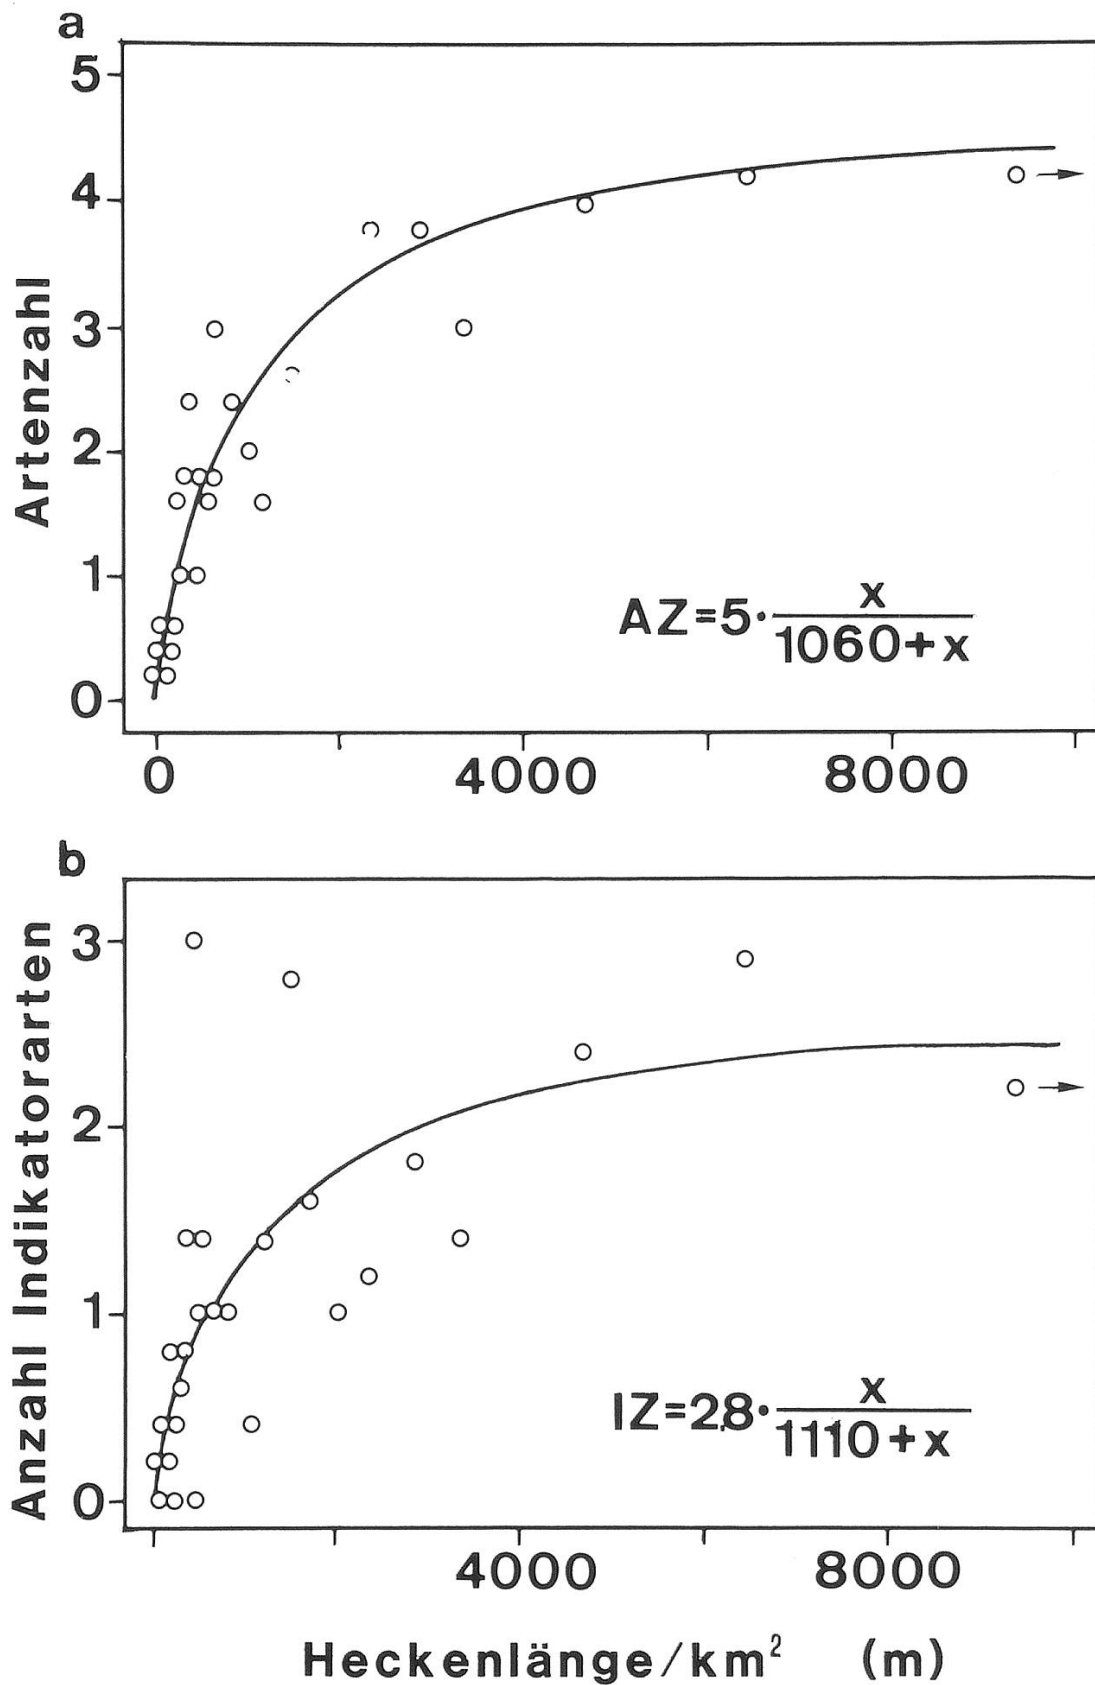 a
Artenzahl
5
4
3
2
1
0
AZ=5·x/1060+x
0 4000 8000
b
Anzahl Indikatorarten
3
2
1
0
IZ=2,8·x/1110+x
4000 8000
Heckenlänge/km² (m)